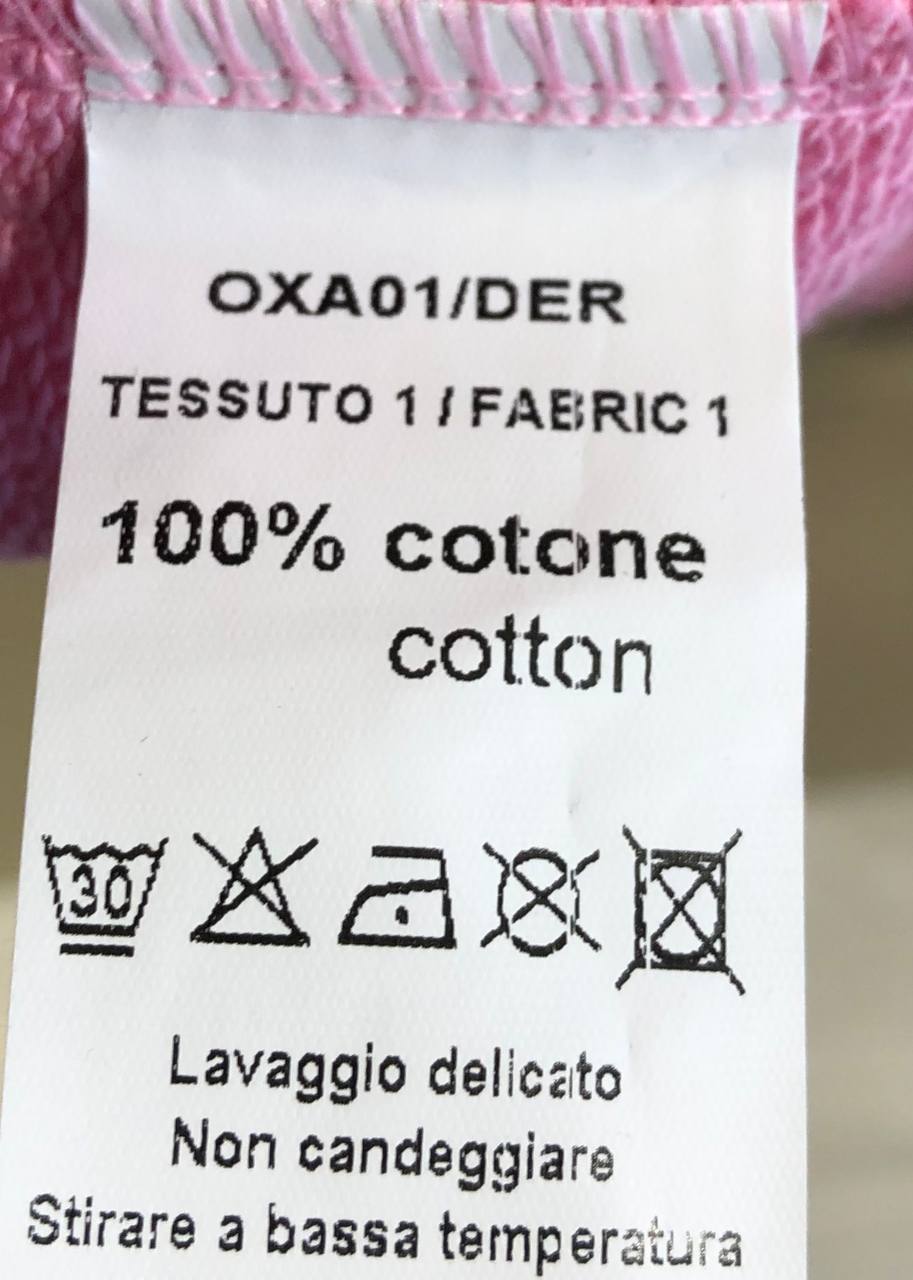 OXA01/DER
TESSUTO 1 / FABRIC 1
100% cotone
cotton
30
Lavaggio delicato
Non candeggiare
Stirare a bassa temperatura